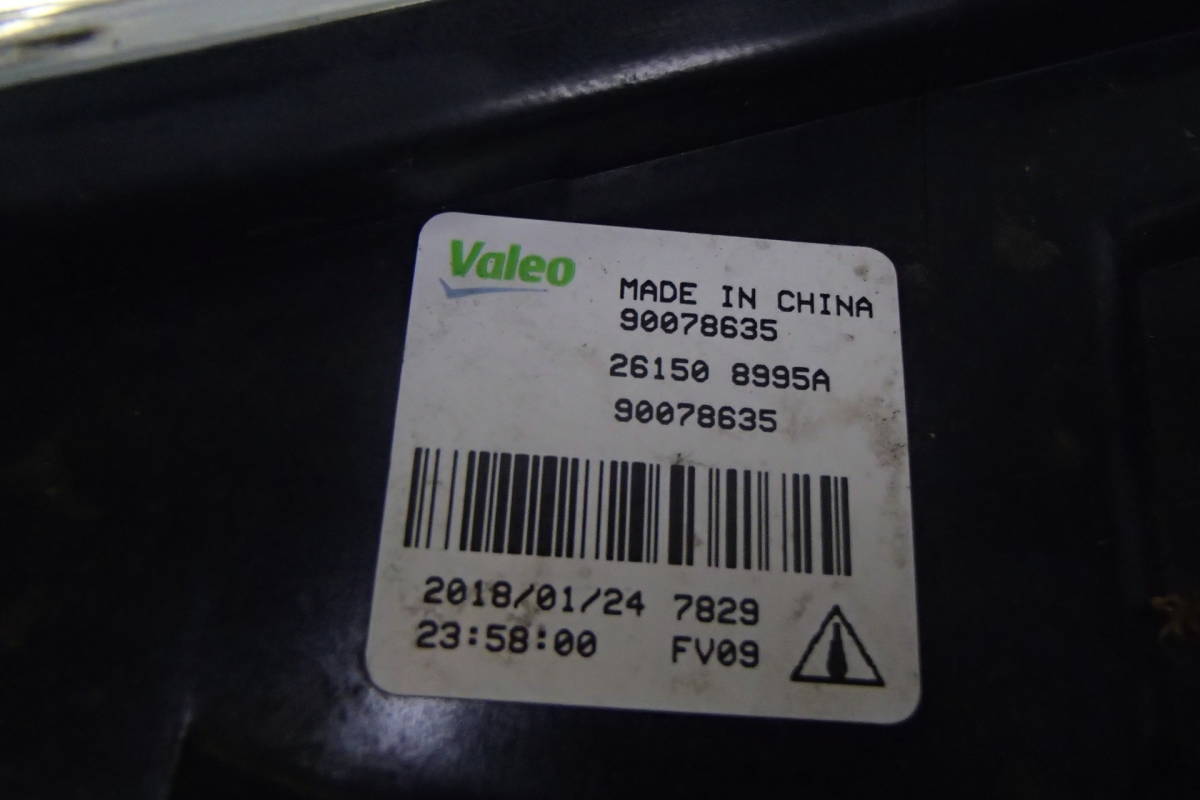 Valeo
MADE IN CHINA
90078635
26150 8995A
90078635
2018/01/24 7829
23:58:00 FV09